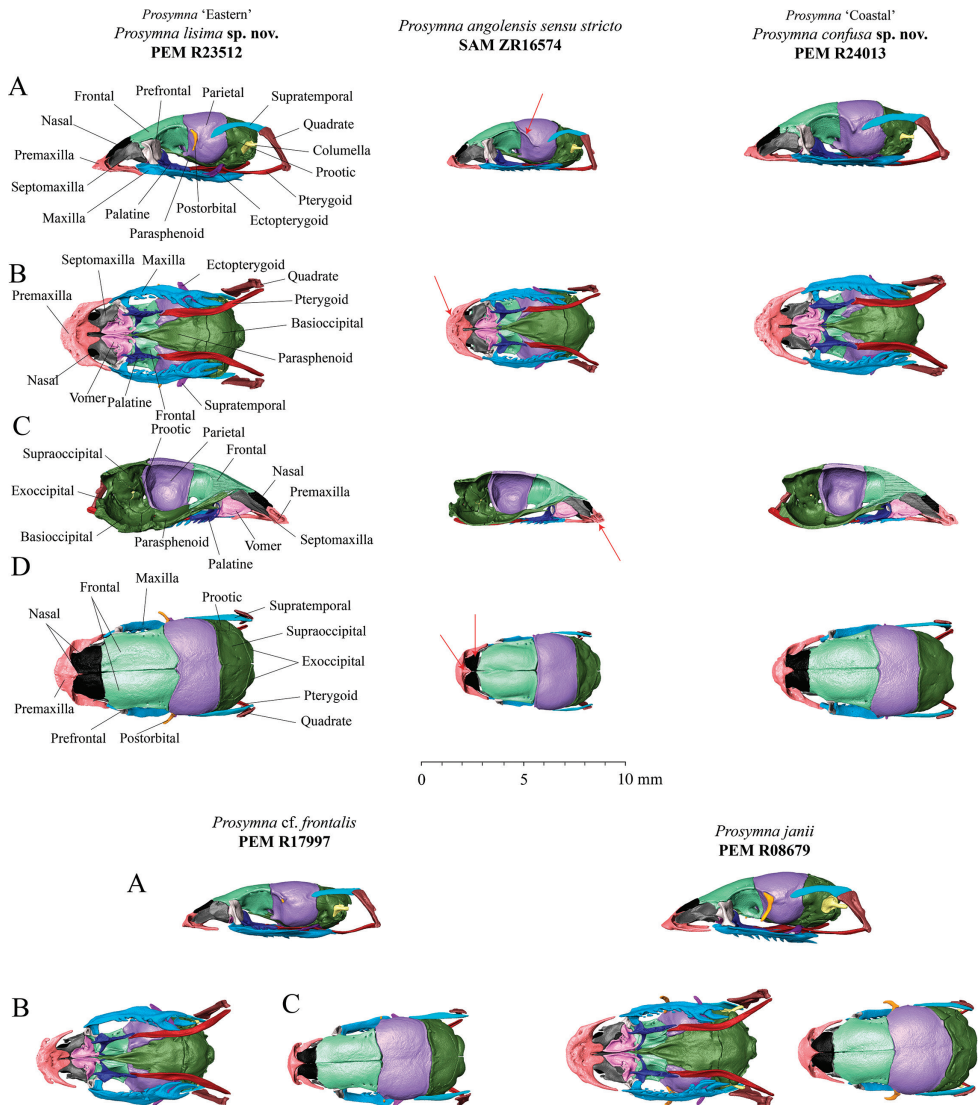 Prosymna ‘Eastern’
Prosymna lisima sp. nov.
PEM R23512
Prosymna angolensis sensu stricto
SAM ZR16574
Prosymna ‘Coastal’
Prosymna confusa sp. nov.
PEM R24013
A
Frontal
Prefrontal
Parietal
Supratemporal
Nasal
Quadrate
Premaxilla
Columella
Septomaxilla
Prootic
Maxilla
Palatine
Postorbital
Pterygoid
Parasphenoid
Ectopterygoid
B
Septomaxilla
Maxilla
Ectopterygoid
Quadrate
Premaxilla
Pterygoid
Basioccipital
Parasphenoid
Nasal
Vomer
Palatine
Supratemporal
Frontal
C
Prootic
Supraoccipital
Parietal
Frontal
Nasal
Exoccipital
Premaxilla
Basioccipital
Parasphenoid
Vomer
Septomaxilla
Palatine
D
Frontal
Maxilla
Prootic
Supratemporal
Nasal
Supraoccipital
Exoccipital
Premaxilla
Pterygoid
Prefrontal
Postorbital
Quadrate
0 5 10 mm
Prosymna cf. frontalis
PEM R17997
Prosymna janii
PEM R08679
A
B
C